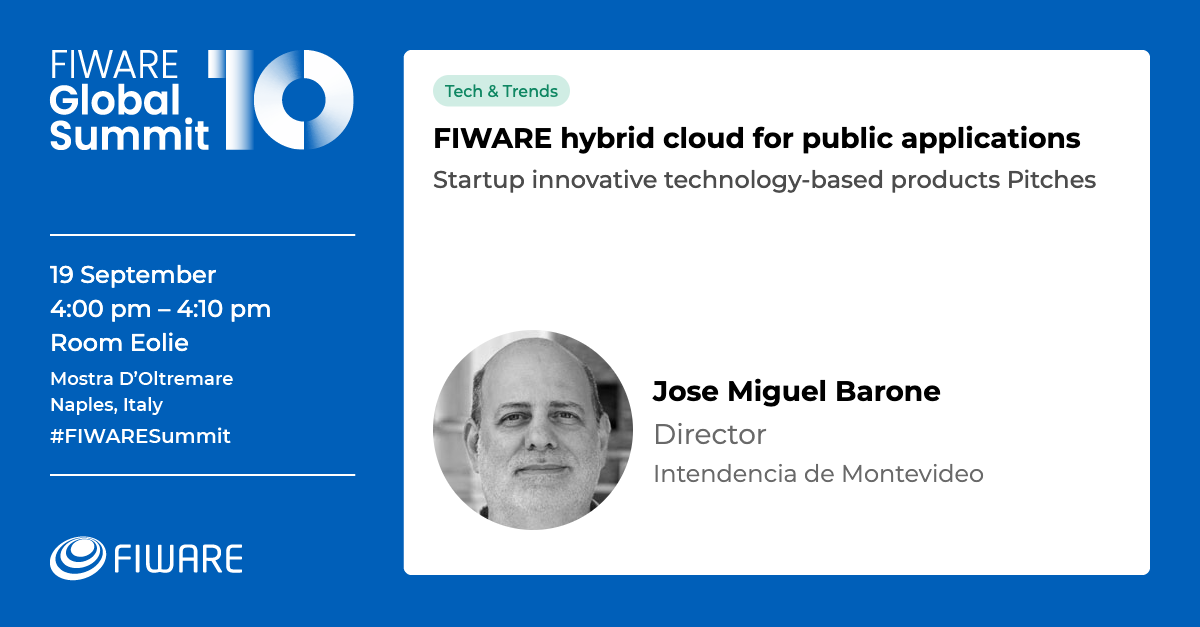 FIWARE
Global
Summit
10
19 September
4:00 pm – 4:10 pm
Room Eolie
Mostra D’Oltremare
Naples, Italy
#FIWARESummit
FIWARE
Tech & Trends
FIWARE hybrid cloud for public applications
Startup innovative technology-based products Pitches
Jose Miguel Barone
Director
Intendencia de Montevideo